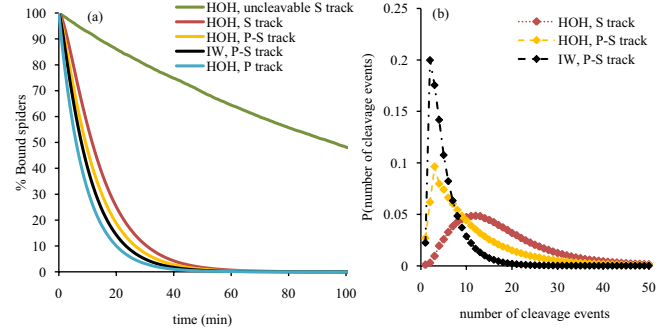 (a)
HOH, uncleavable S track
HOH, S track
HOH, P-S track
IW, P-S track
HOH, P track
% Bound spiders
100
90
80
70
60
50
40
30
20
10
0
0 20 40 60 80 100
time (min)
(b)
HOH, S track
HOH, P-S track
IW, P-S track
P(number of cleavage events)
0.2
0.15
0.1
0.05
0
0 10 20 30 40 50
number of cleavage events